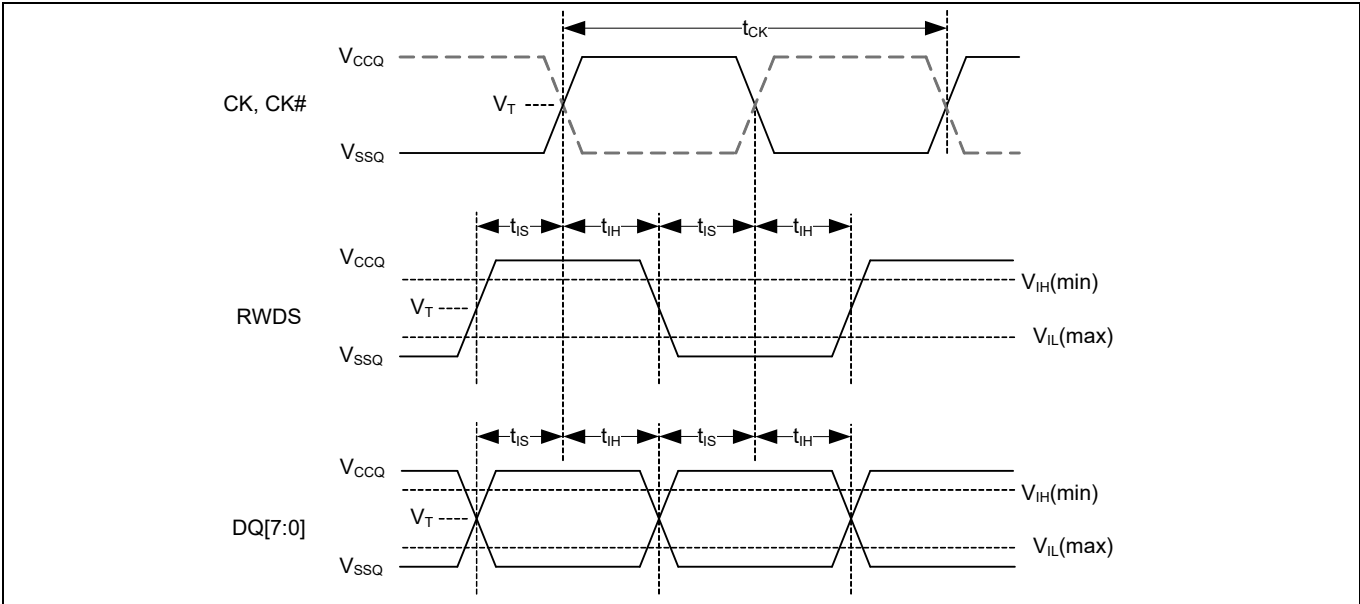 tCK
VCCQ
CK, CK#
VT
VSSQ
tIS tIH tIS tIH
VCCQ
VIH(min)
VT
RWDS
VIL(max)
VSSQ
tIS tIH tIS tIH
VCCQ
VIH(min)
VT
DQ[7:0]
VIL(max)
VSSQ